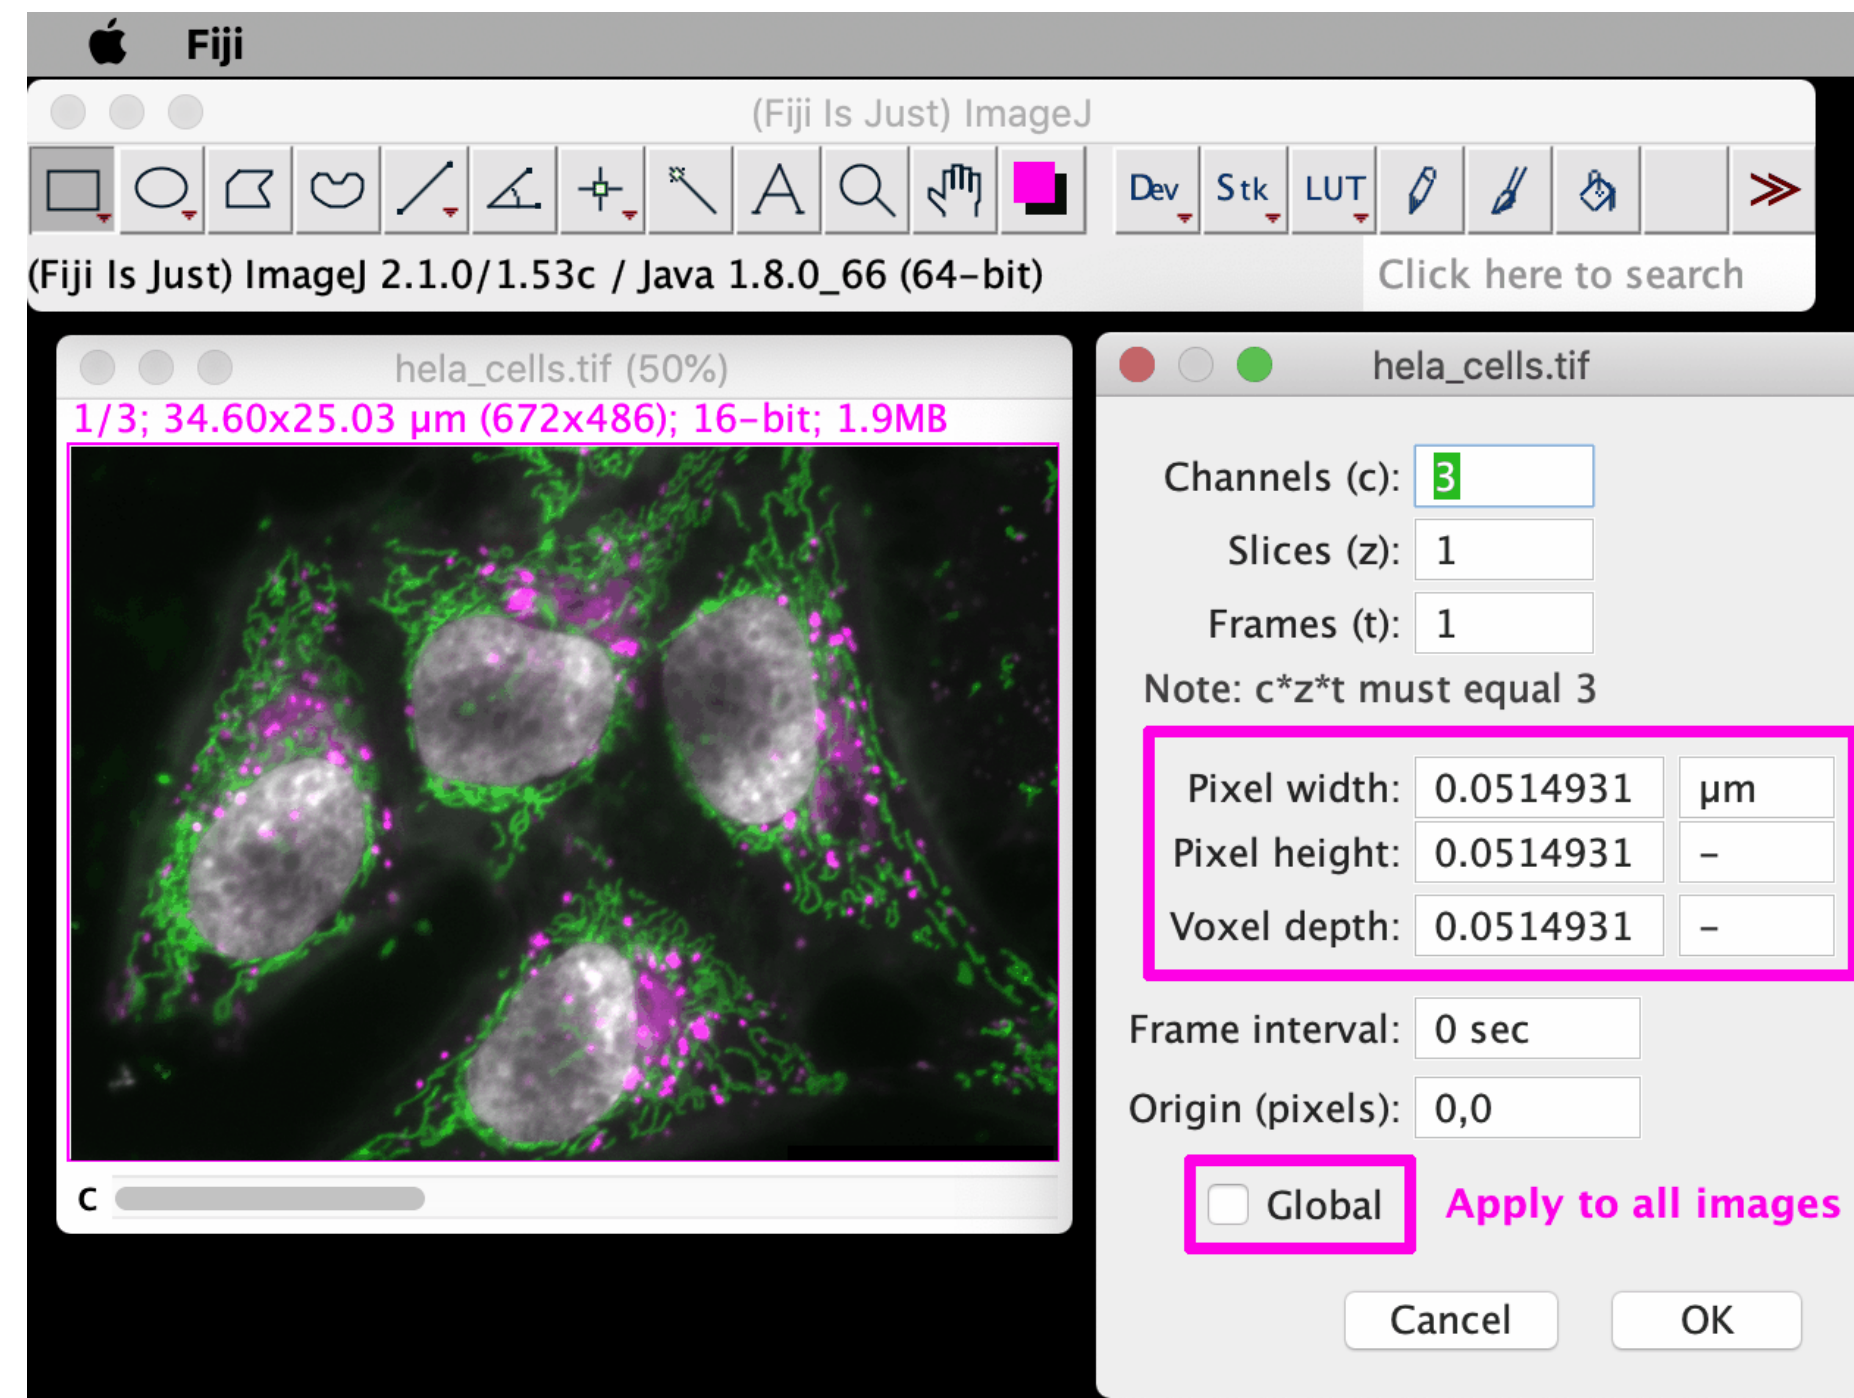 Fiji
(Fiji Is Just) ImageJ
A Dev Stk LUT
(Fiji Is Just) ImageJ 2.1.0/1.53c / Java 1.8.0_66 (64-bit)
Click here to search
hela_cells.tif (50%)
1/3; 34.60x25.03 µm (672x486); 16-bit; 1.9MB
c
hela_cells.tif
Channels (c): 3
Slices (z): 1
Frames (t): 1
Note: c*z*t must equal 3
Pixel width: 0.0514931 µm
Pixel height: 0.0514931 -
Voxel depth: 0.0514931 -
Frame interval: 0 sec
Origin (pixels): 0,0
Global Apply to all images
Cancel OK